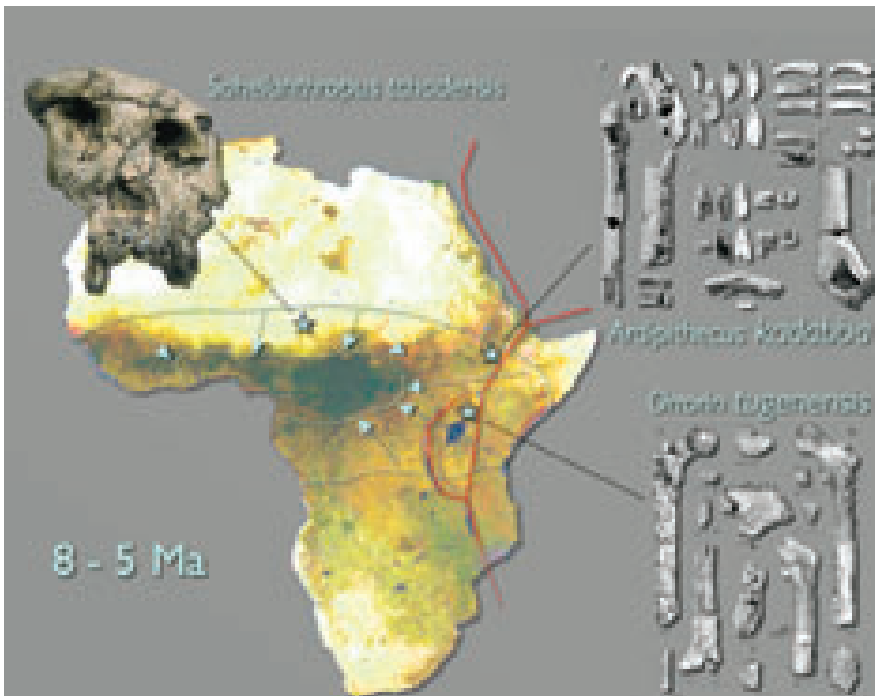 Sahelanthropus tchadensis
Ardipithecus kadabba
Orrorin tugenensis
8 - 5 Ma